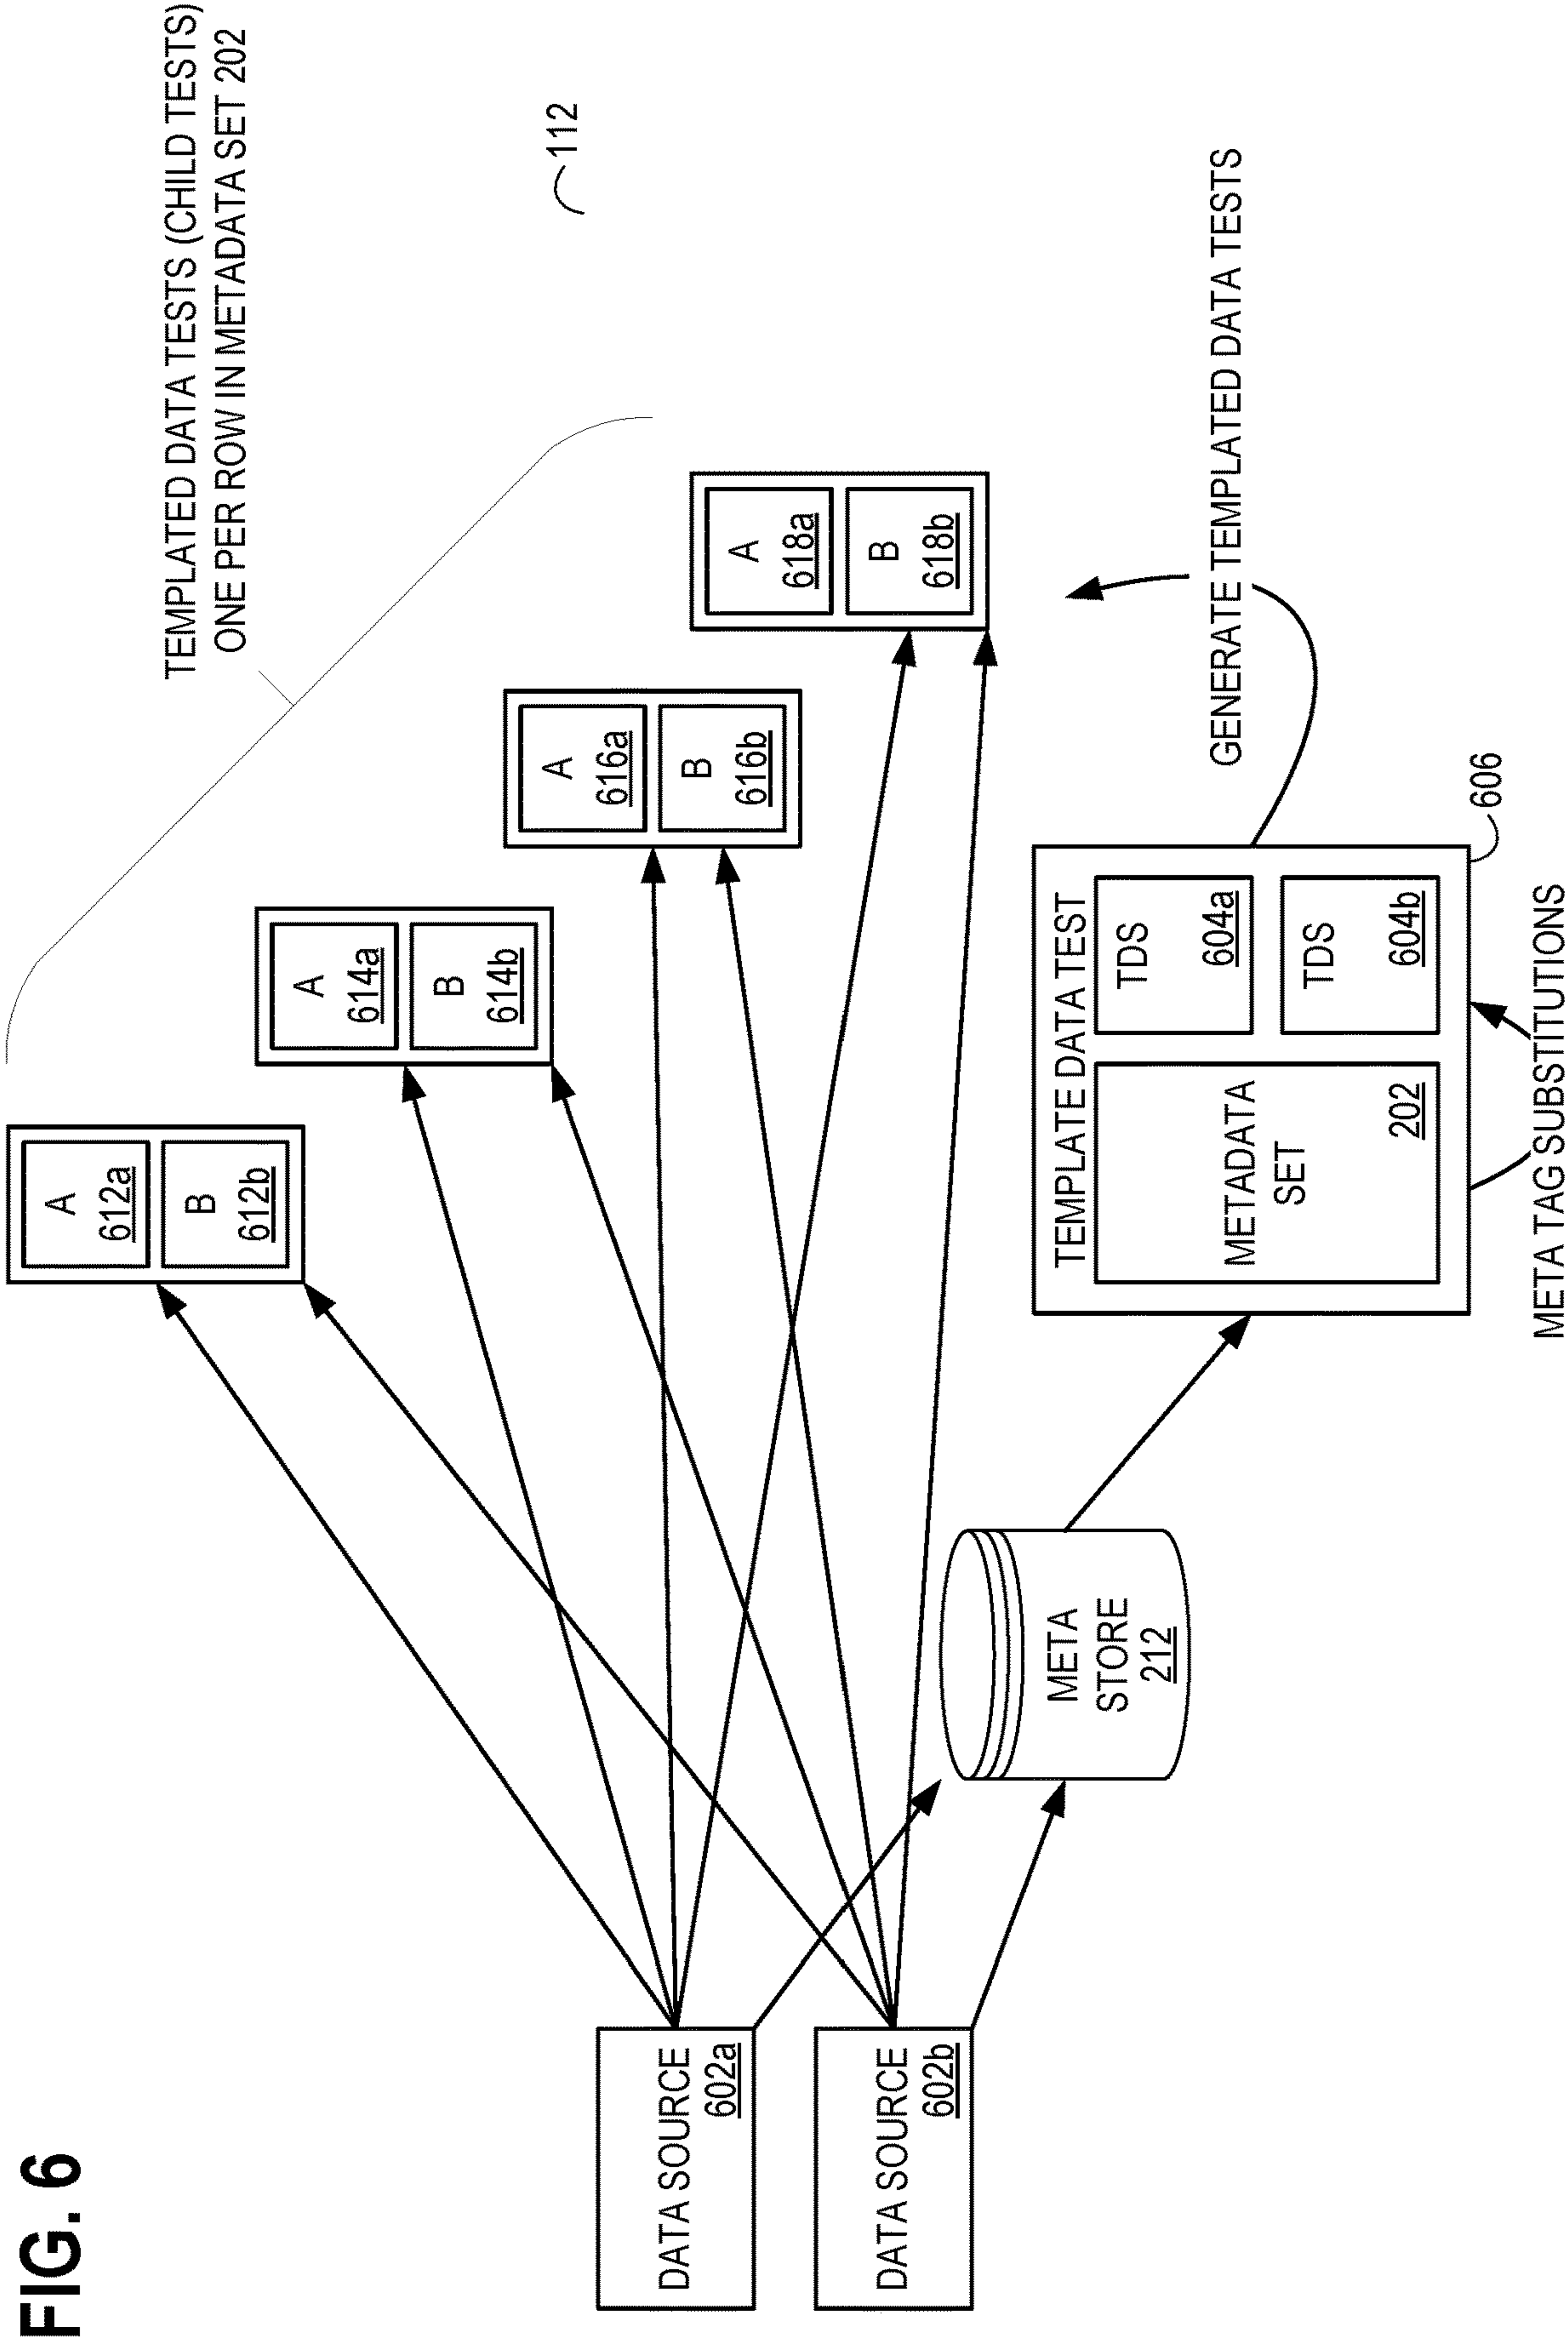 FIG. 6
TEMPLATED DATA TESTS (CHILD TESTS)
ONE PER ROW IN METADATA SET 202
112
A
612a
B
612b
A
614a
B
614b
A
616a
B
616b
A
618a
B
618b
DATA SOURCE
602a
DATA SOURCE
602b
META
STORE
212
TEMPLATE DATA TEST
METADATA
SET
202
TDS
604a
TDS
604b
606
GENERATE TEMPLATED DATA TESTS
META TAG SUBSTITUTIONS